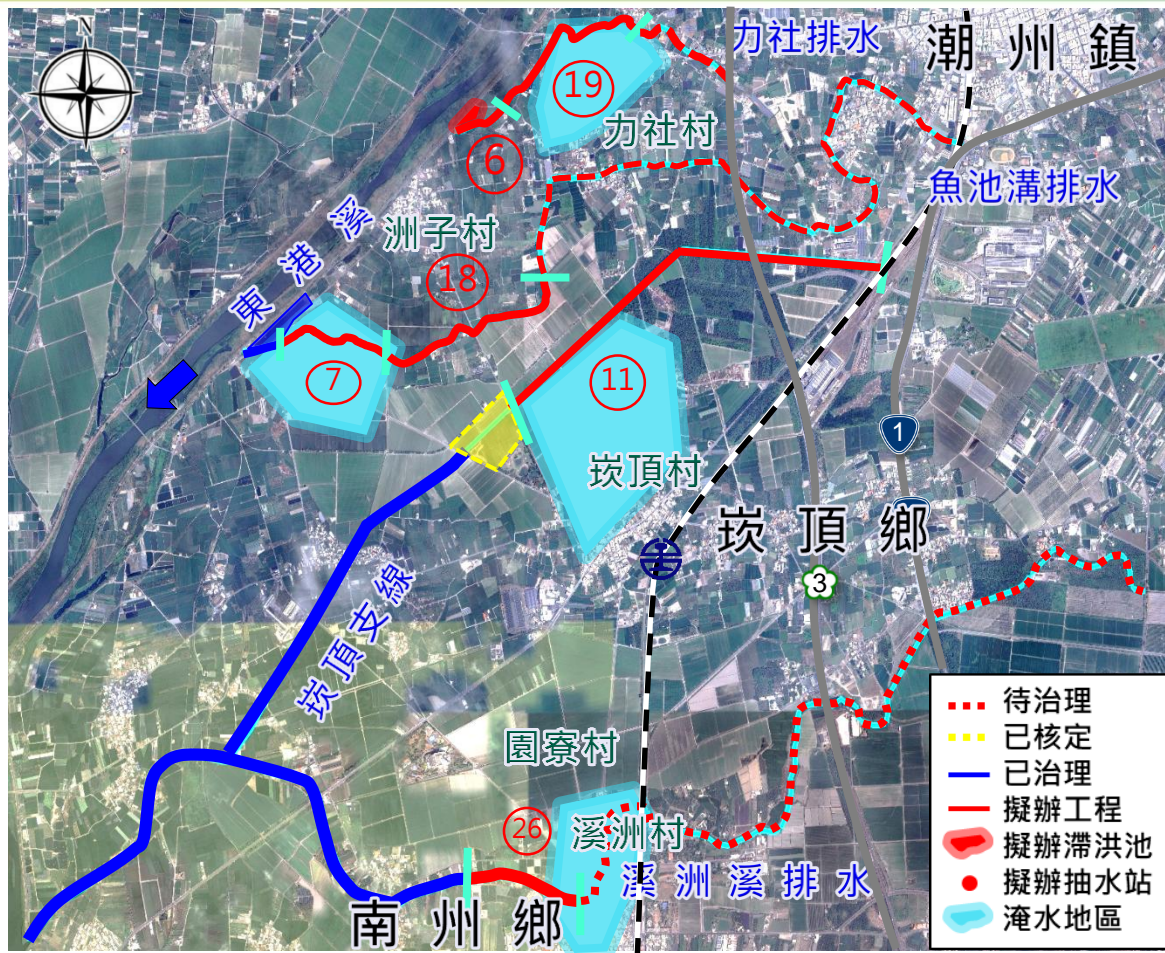 N
力社排水
潮州鎮
19
力社村
6
魚池溝排水
洲子村
18
東港溪
7
11
1
崁頂村
崁頂鄉
3
崁頂支線
園寮村
26
溪洲村
溪洲溪排水
南州鄉
待治理
已核定
已治理
擬辦工程
擬辦滯洪池
擬辦抽水站
淹水地區